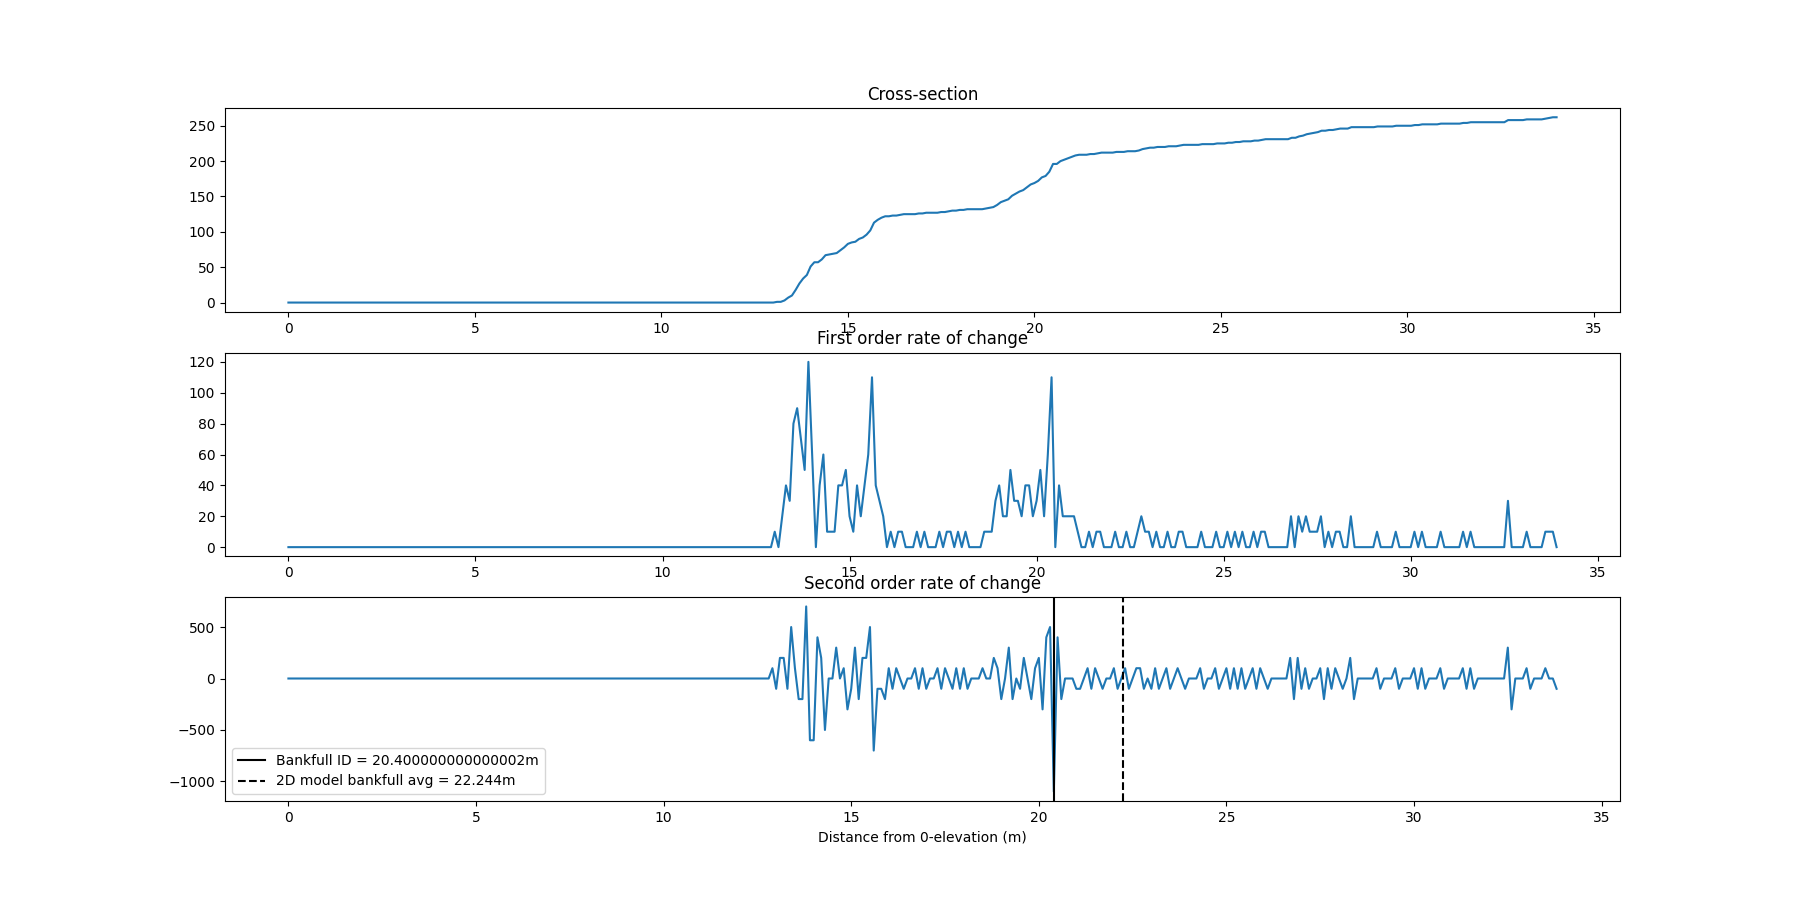 Cross-section
250
200
150
100
50
0
0 5 10 15 20 25 30 35
First order rate of change
120
100
80
60
40
20
0
0 5 10 15 20 25 30 35
Second order rate of change
500
0
−500
−1000
Bankfull ID = 20.400000000000002m
2D model bankfull avg = 22.244m
0 5 10 15 20 25 30 35
Distance from 0-elevation (m)